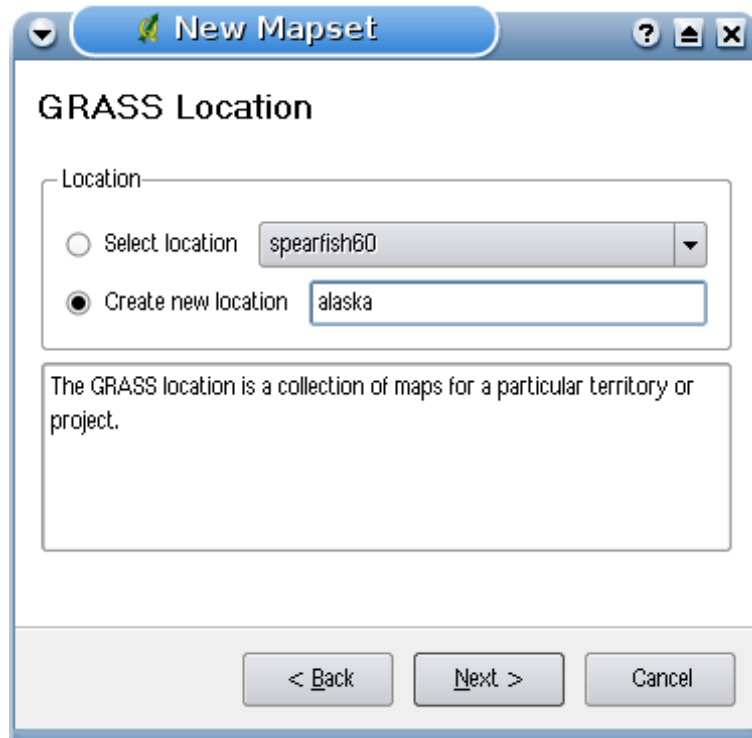 New Mapset
GRASS Location
Location
Select location spearfish60
Create new location alaska
The GRASS location is a collection of maps for a particular territory or
project.
< Back Next > Cancel